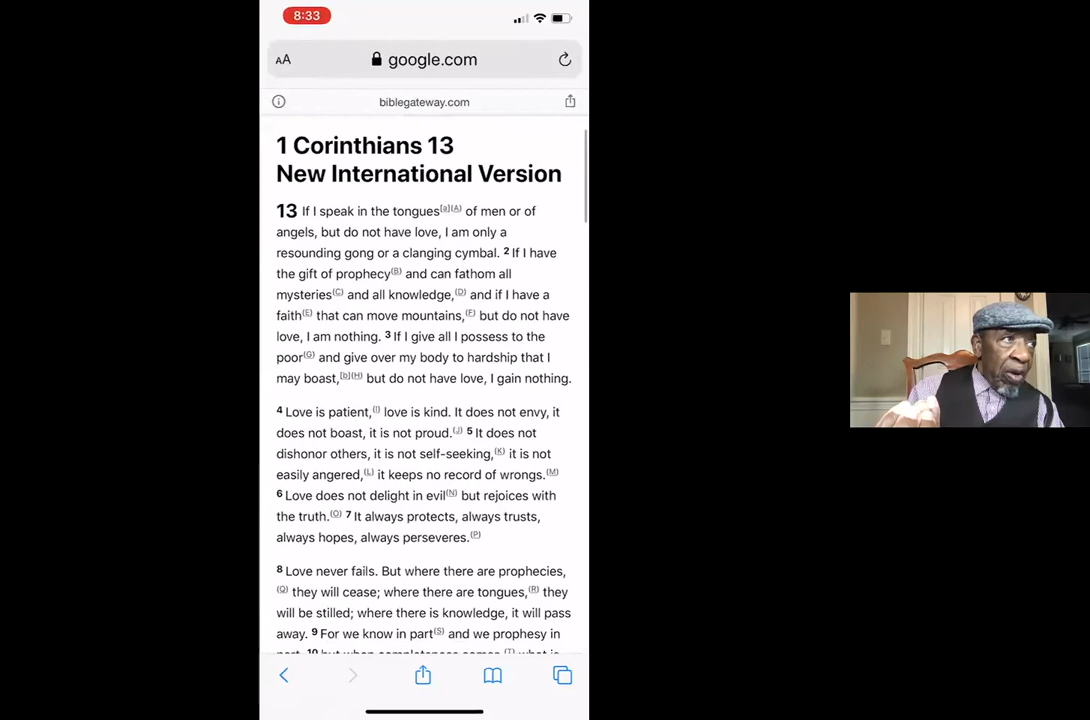 8:33
AA google.com
biblegateway.com
1 Corinthians 13
New International Version
13 If I speak in the tongues[a](A) of men or of
angels, but do not have love, I am only a
resounding gong or a clanging cymbal. 2 If I have
the gift of prophecy(B) and can fathom all
mysteries(C) and all knowledge,(D) and if I have a
faith(E) that can move mountains,(F) but do not have
love, I am nothing. 3 If I give all I possess to the
poor(G) and give over my body to hardship that I
may boast,[b](H) but do not have love, I gain nothing.
4 Love is patient,(I) love is kind. It does not envy, it
does not boast, it is not proud.(J) 5 It does not
dishonor others, it is not self-seeking,(K) it is not
easily angered,(L) it keeps no record of wrongs.(M)
6 Love does not delight in evil(N) but rejoices with
the truth.(O) 7 It always protects, always trusts,
always hopes, always perseveres.(P)
8 Love never fails. But where there are prophecies,
(Q) they will cease; where there are tongues,(R) they
will be stilled; where there is knowledge, it will pass
away. 9 For we know in part(S) and we prophesy in
part, 10 but when completeness comes,(T) what is